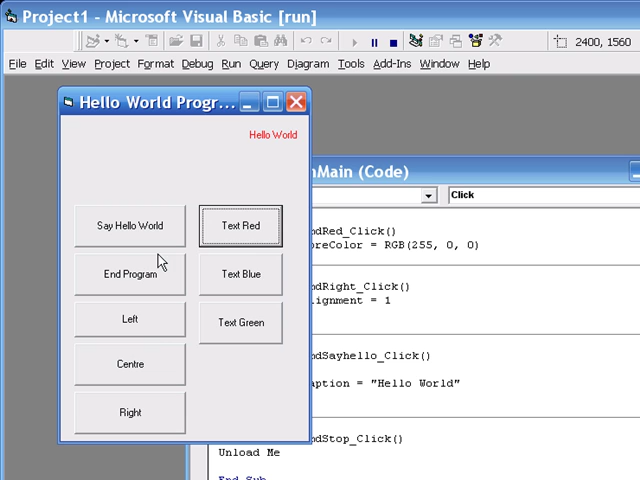 Project1 - Microsoft Visual Basic [run]
2400, 1560
File Edit View Project Format Debug Run Query Diagram Tools Add-Ins Window Help
Hello World Progr...
Hello World
Say Hello World
Text Red
End Program
Text Blue
Left
Text Green
Centre
Right
nMain (Code)
Click
ndRed_Click()
oreColor = RGB(255, 0, 0)
ndRight_Click()
lignment = 1
ndSayhello_Click()
aption = "Hello World"
ndStop_Click()
Unload Me
End Sub